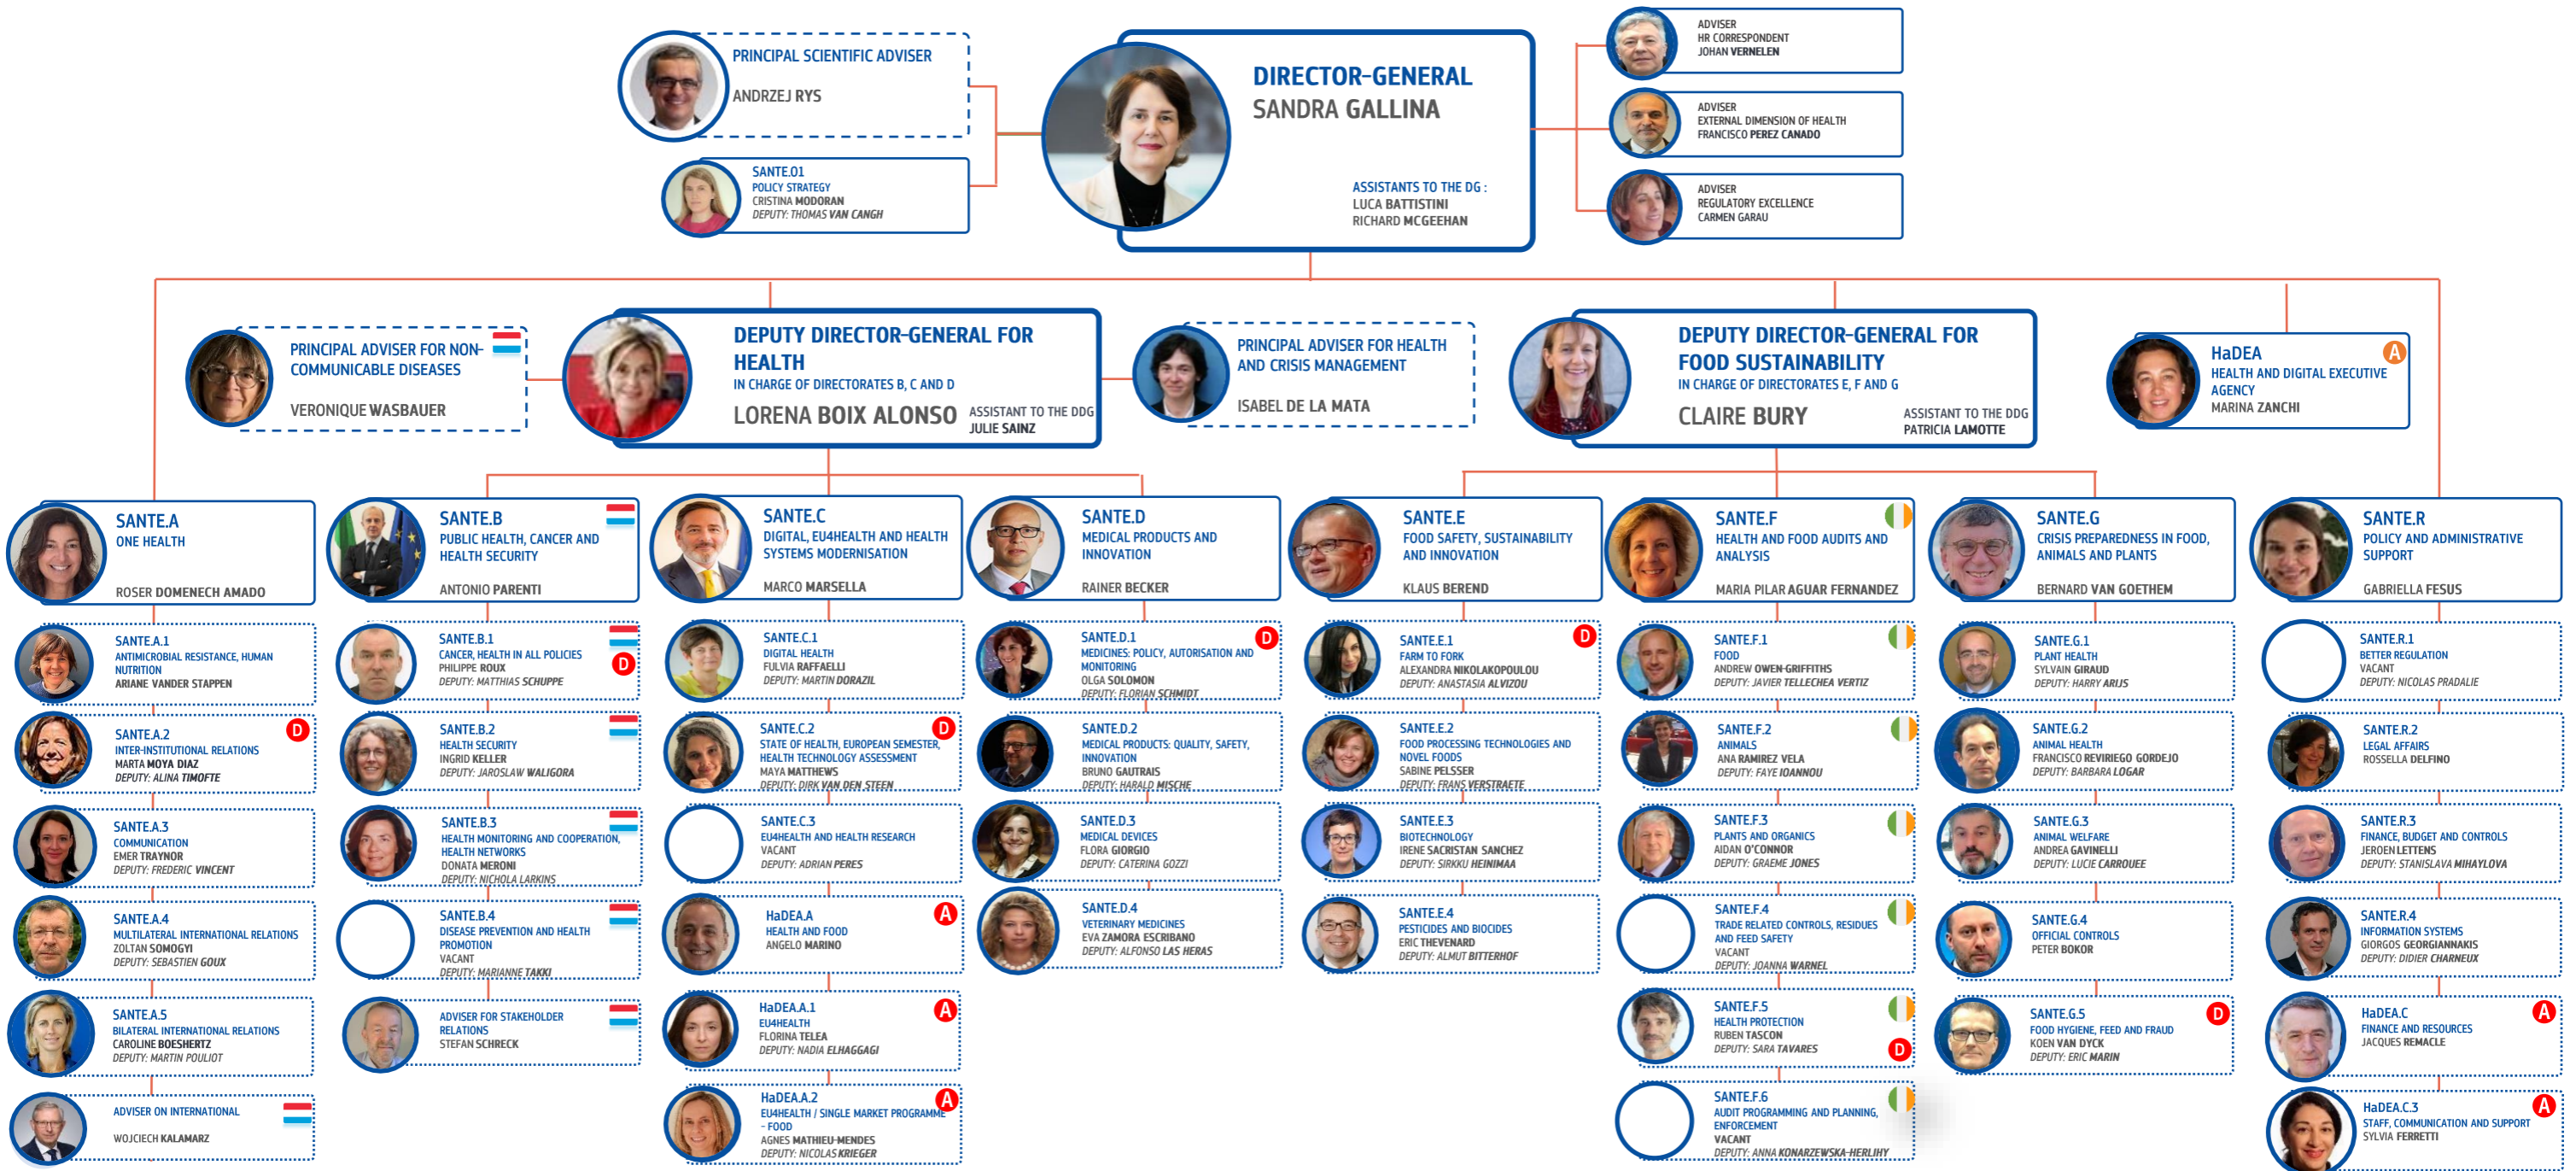 PRINCIPAL SCIENTIFIC ADVISER
ANDRZEJ RYS
SANTE.01
POLICY STRATEGY
CRISTINA MODORAN
DEPUTY: THOMAS VAN CANGH
DIRECTOR-GENERAL
SANDRA GALLINA
ASSISTANTS TO THE DG :
LUCA BATTISTINI
RICHARD MCGEEHAN
ADVISER
HR CORRESPONDENT
JOHAN VERNELEN
ADVISER
EXTERNAL DIMENSION OF HEALTH
FRANCISCO PEREZ CANADO
ADVISER
REGULATORY EXCELLENCE
CARMEN GARAU
PRINCIPAL ADVISER FOR NON-
COMMUNICABLE DISEASES
VERONIQUE WASBAUER
DEPUTY DIRECTOR-GENERAL FOR
HEALTH
IN CHARGE OF DIRECTORATES B, C AND D
LORENA BOIX ALONSO
ASSISTANT TO THE DDG
JULIE SAINZ
PRINCIPAL ADVISER FOR HEALTH
AND CRISIS MANAGEMENT
ISABEL DE LA MATA
DEPUTY DIRECTOR-GENERAL FOR
FOOD SUSTAINABILITY
IN CHARGE OF DIRECTORATES E, F AND G
CLAIRE BURY
ASSISTANT TO THE DDG
PATRICIA LAMOTTE
HaDEA
A
HEALTH AND DIGITAL EXECUTIVE
AGENCY
MARINA ZANCHI
SANTE.A
ONE HEALTH
ROSER DOMENECH AMADO
SANTE.A.1
ANTIMICROBIAL RESISTANCE, HUMAN
NUTRITION
ARIANE VANDER STAPPEN
SANTE.A.2
D
INTER-INSTITUTIONAL RELATIONS
MARTA MOYA DIAZ
DEPUTY: ALINA TIMOFTE
SANTE.A.3
COMMUNICATION
EMER TRAYNOR
DEPUTY: FREDERIC VINCENT
SANTE.A.4
MULTILATERAL INTERNATIONAL RELATIONS
ZOLTAN SOMOGYI
DEPUTY: SEBASTIEN GOUX
SANTE.A.5
BILATERAL INTERNATIONAL RELATIONS
CAROLINE BOESHERTZ
DEPUTY: MARTIN POULIOT
ADVISER ON INTERNATIONAL
WOJCIECH KALAMARZ
SANTE.B
PUBLIC HEALTH, CANCER AND
HEALTH SECURITY
ANTONIO PARENTI
SANTE.B.1
CANCER, HEALTH IN ALL POLICIES
PHILIPPE ROUX
D
DEPUTY: MATTHIAS SCHUPPE
SANTE.B.2
HEALTH SECURITY
INGRID KELLER
DEPUTY: JAROSLAW WALIGORA
SANTE.B.3
HEALTH MONITORING AND COOPERATION,
HEALTH NETWORKS
DONATA MERONI
DEPUTY: NICHOLA LARKINS
SANTE.B.4
DISEASE PREVENTION AND HEALTH
PROMOTION
VACANT
DEPUTY: MARIANNE TAKKI
ADVISER FOR STAKEHOLDER
RELATIONS
STEFAN SCHRECK
SANTE.C
DIGITAL, EU4HEALTH AND HEALTH
SYSTEMS MODERNISATION
MARCO MARSELLA
SANTE.C.1
DIGITAL HEALTH
FULVIA RAFFAELLI
DEPUTY: MARTIN DORAZIL
SANTE.C.2
D
STATE OF HEALTH, EUROPEAN SEMESTER,
HEALTH TECHNOLOGY ASSESSMENT
MAYA MATTHEWS
DEPUTY: DIRK VAN DEN STEEN
SANTE.C.3
EU4HEALTH AND HEALTH RESEARCH
VACANT
DEPUTY: ADRIAN PERES
HaDEA.A
A
HEALTH AND FOOD
ANGELO MARINO
HaDEA.A.1
A
EU4HEALTH
FLORINA TELEA
DEPUTY: NADIA ELHAGGAGI
HaDEA.A.2
A
EU4HEALTH / SINGLE MARKET PROGRAMME
- FOOD
AGNES MATHIEU-MENDES
DEPUTY: NICOLAS KRIEGER
SANTE.D
MEDICAL PRODUCTS AND
INNOVATION
RAINER BECKER
SANTE.D.1
D
MEDICINES: POLICY, AUTORISATION AND
MONITORING
OLGA SOLOMON
DEPUTY: FLORIAN SCHMIDT
SANTE.D.2
MEDICAL PRODUCTS: QUALITY, SAFETY,
INNOVATION
BRUNO GAUTRAIS
DEPUTY: HARALD MISCHE
SANTE.D.3
MEDICAL DEVICES
FLORA GIORGIO
DEPUTY: CATERINA GOZZI
SANTE.D.4
VETERINARY MEDICINES
EVA ZAMORA ESCRIBANO
DEPUTY: ALFONSO LAS HERAS
SANTE.E
FOOD SAFETY, SUSTAINABILITY
AND INNOVATION
KLAUS BEREND
SANTE.E.1
D
FARM TO FORK
ALEXANDRA NIKOLAKOPOULOU
DEPUTY: ANASTASIA ALVIZOU
SANTE.E.2
FOOD PROCESSING TECHNOLOGIES AND
NOVEL FOODS
SABINE PELSSER
DEPUTY: FRANS VERSTRAETE
SANTE.E.3
BIOTECHNOLOGY
IRENE SACRISTAN SANCHEZ
DEPUTY: SIRKKU HEINIMAA
SANTE.E.4
PESTICIDES AND BIOCIDES
ERIC THEVENARD
DEPUTY: ALMUT BITTERHOF
SANTE.F
HEALTH AND FOOD AUDITS AND
ANALYSIS
MARIA PILAR AGUAR FERNANDEZ
SANTE.F.1
FOOD
ANDREW OWEN-GRIFFITHS
DEPUTY: JAVIER TELLECHEA VERTIZ
SANTE.F.2
ANIMALS
ANA RAMIREZ VELA
DEPUTY: FAYE IOANNOU
SANTE.F.3
PLANTS AND ORGANICS
AIDAN O'CONNOR
DEPUTY: GRAEME JONES
SANTE.F.4
TRADE RELATED CONTROLS, RESIDUES
AND FEED SAFETY
VACANT
DEPUTY: JOANNA WARNEL
SANTE.F.5
HEALTH PROTECTION
RUBEN TASCON
DEPUTY: SARA TAVARES
D
SANTE.F.6
AUDIT PROGRAMMING AND PLANNING,
ENFORCEMENT
VACANT
DEPUTY: ANNA KONARZEWSKA-HERLIHY
SANTE.G
CRISIS PREPAREDNESS IN FOOD,
ANIMALS AND PLANTS
BERNARD VAN GOETHEM
SANTE.G.1
PLANT HEALTH
SYLVAIN GIRAUD
DEPUTY: HARRY ARIJS
SANTE.G.2
ANIMAL HEALTH
FRANCISCO REVIRIEGO GORDEJO
DEPUTY: BARBARA LOGAR
SANTE.G.3
ANIMAL WELFARE
ANDREA GAVINELLI
DEPUTY: LUCIE CARROUEE
SANTE.G.4
OFFICIAL CONTROLS
PETER BOKOR
SANTE.G.5
D
FOOD HYGIENE, FEED AND FRAUD
KOEN VAN DYCK
DEPUTY: ERIC MARIN
SANTE.R
POLICY AND ADMINISTRATIVE
SUPPORT
GABRIELLA FESUS
SANTE.R.1
BETTER REGULATION
VACANT
DEPUTY: NICOLAS PRADALIE
SANTE.R.2
LEGAL AFFAIRS
ROSSELLA DELFINO
SANTE.R.3
FINANCE, BUDGET AND CONTROLS
JEROEN LETTENS
DEPUTY: STANISLAVA MIHAYLOVA
SANTE.R.4
INFORMATION SYSTEMS
GIORGOS GEORGIANNAKIS
DEPUTY: DIDIER CHARNEUX
HaDEA.C
A
FINANCE AND RESOURCES
JACQUES REMACLE
HaDEA.C.3
A
STAFF, COMMUNICATION AND SUPPORT
SYLVIA FERRETTI